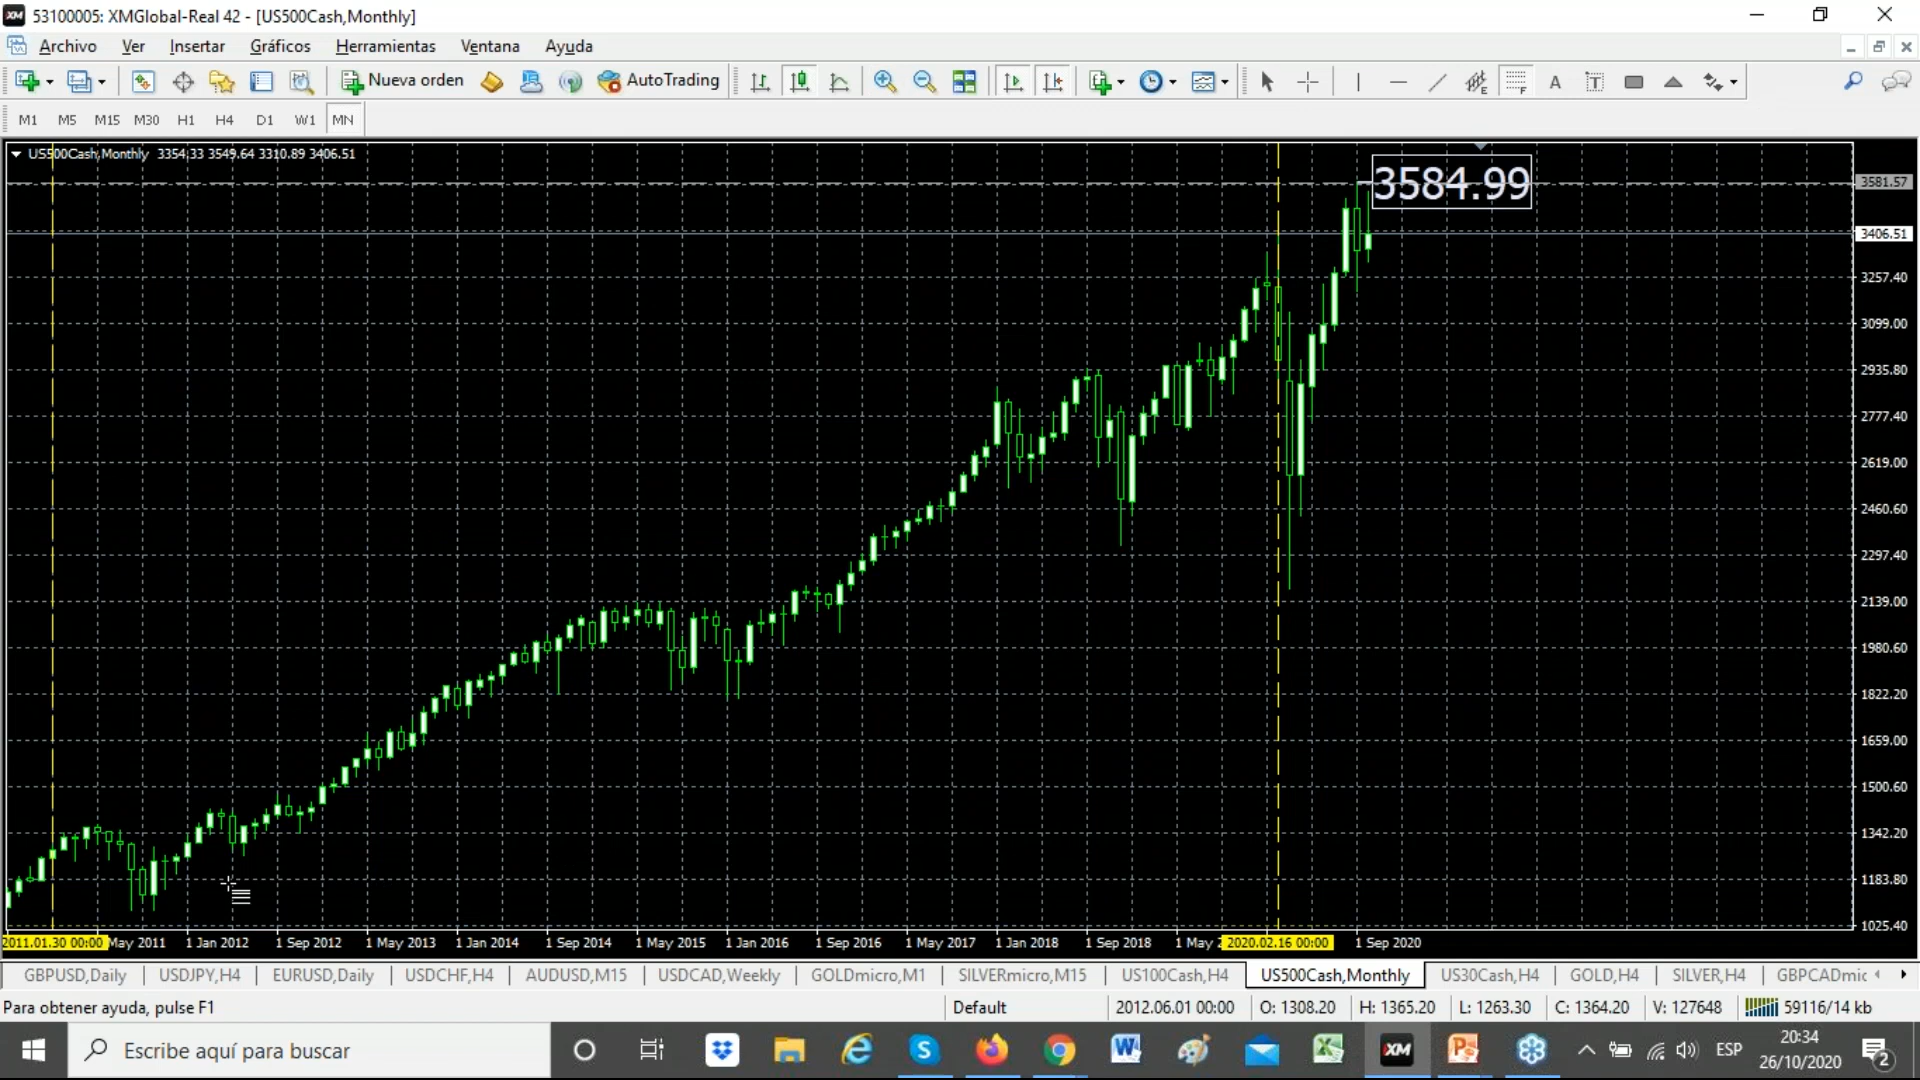 53100005: XMGlobal-Real 42 - [US500Cash,Monthly]
Archivo Ver Insertar Gráficos Herramientas Ventana Ayuda
Nueva orden AutoTrading
M1 M5 M15 M30 H1 H4 D1 W1 MN
US500Cash,Monthly 3354.33 3549.64 3310.89 3406.51
3584.99
3581.57
3406.51
3257.40
3099.00
2935.80
2777.40
2619.00
2460.60
2297.40
2139.00
1980.60
1822.20
1659.00
1500.60
1342.20
1183.80
1025.40
2011.01.30 00:00 May 2011 1 Jan 2012 1 Sep 2012 1 May 2013 1 Jan 2014 1 Sep 2014 1 May 2015 1 Jan 2016 1 Sep 2016 1 May 2017 1 Jan 2018 1 Sep 2018 1 May 2020.02.16 00:00 1 Sep 2020
GBPUSD,Daily USDJPY,H4 EURUSD,Daily USDCHF,H4 AUDUSD,M15 USDCAD,Weekly GOLDmicro,M1 SILVERmicro,M15 US100Cash,H4 US500Cash,Monthly US30Cash,H4 GOLD,H4 SILVER,H4 GBPCADmic
Para obtener ayuda, pulse F1 Default 2012.06.01 00:00 O: 1308.20 H: 1365.20 L: 1263.30 C: 1364.20 V: 127648 59116/14 kb
Escribe aquí para buscar ESP 20:34
26/10/2020 2